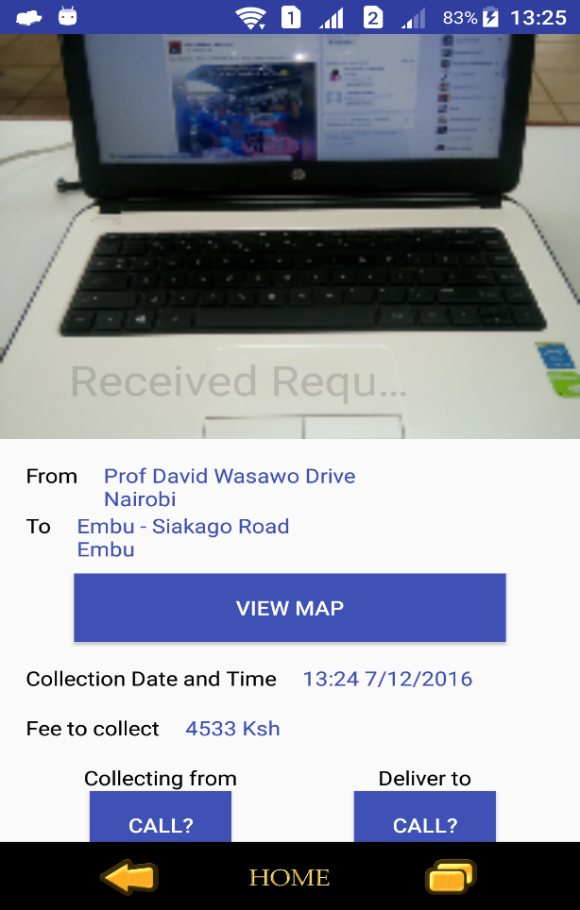 1 2 83% 13:25
hp
Received Requ...
From Prof David Wasawo Drive
Nairobi
To Embu - Siakago Road
Embu
VIEW MAP
Collection Date and Time 13:24 7/12/2016
Fee to collect 4533 Ksh
Collecting from Deliver to
CALL? CALL?
HOME